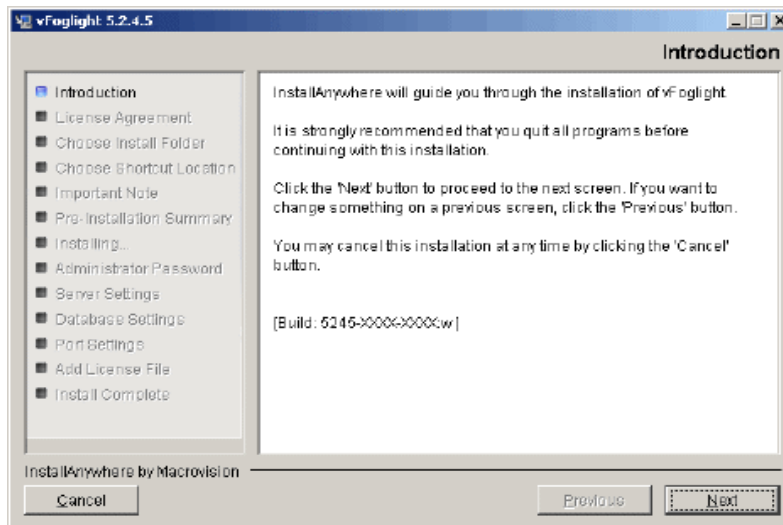 vFoglight 5.2.4.5
Introduction
Introduction
License Agreement
Choose Install Folder
Choose Shortcut Location
Important Note
Pre-Installation Summary
Installing...
Administrator Password
Server Settings
Database Settings
Port Settings
Add License File
Install Complete
InstallAnywhere will guide you through the installation of vFoglight.
It is strongly recommended that you quit all programs before
continuing with this installation.
Click the 'Next' button to proceed to the next screen. If you want to
change something on a previous screen, click the 'Previous' button.
You may cancel this installation at any time by clicking the 'Cancel'
button.
[Build: 5245-XXXX-XXXX:w ]
InstallAnywhere by Macrovision
Cancel
Previous
Next